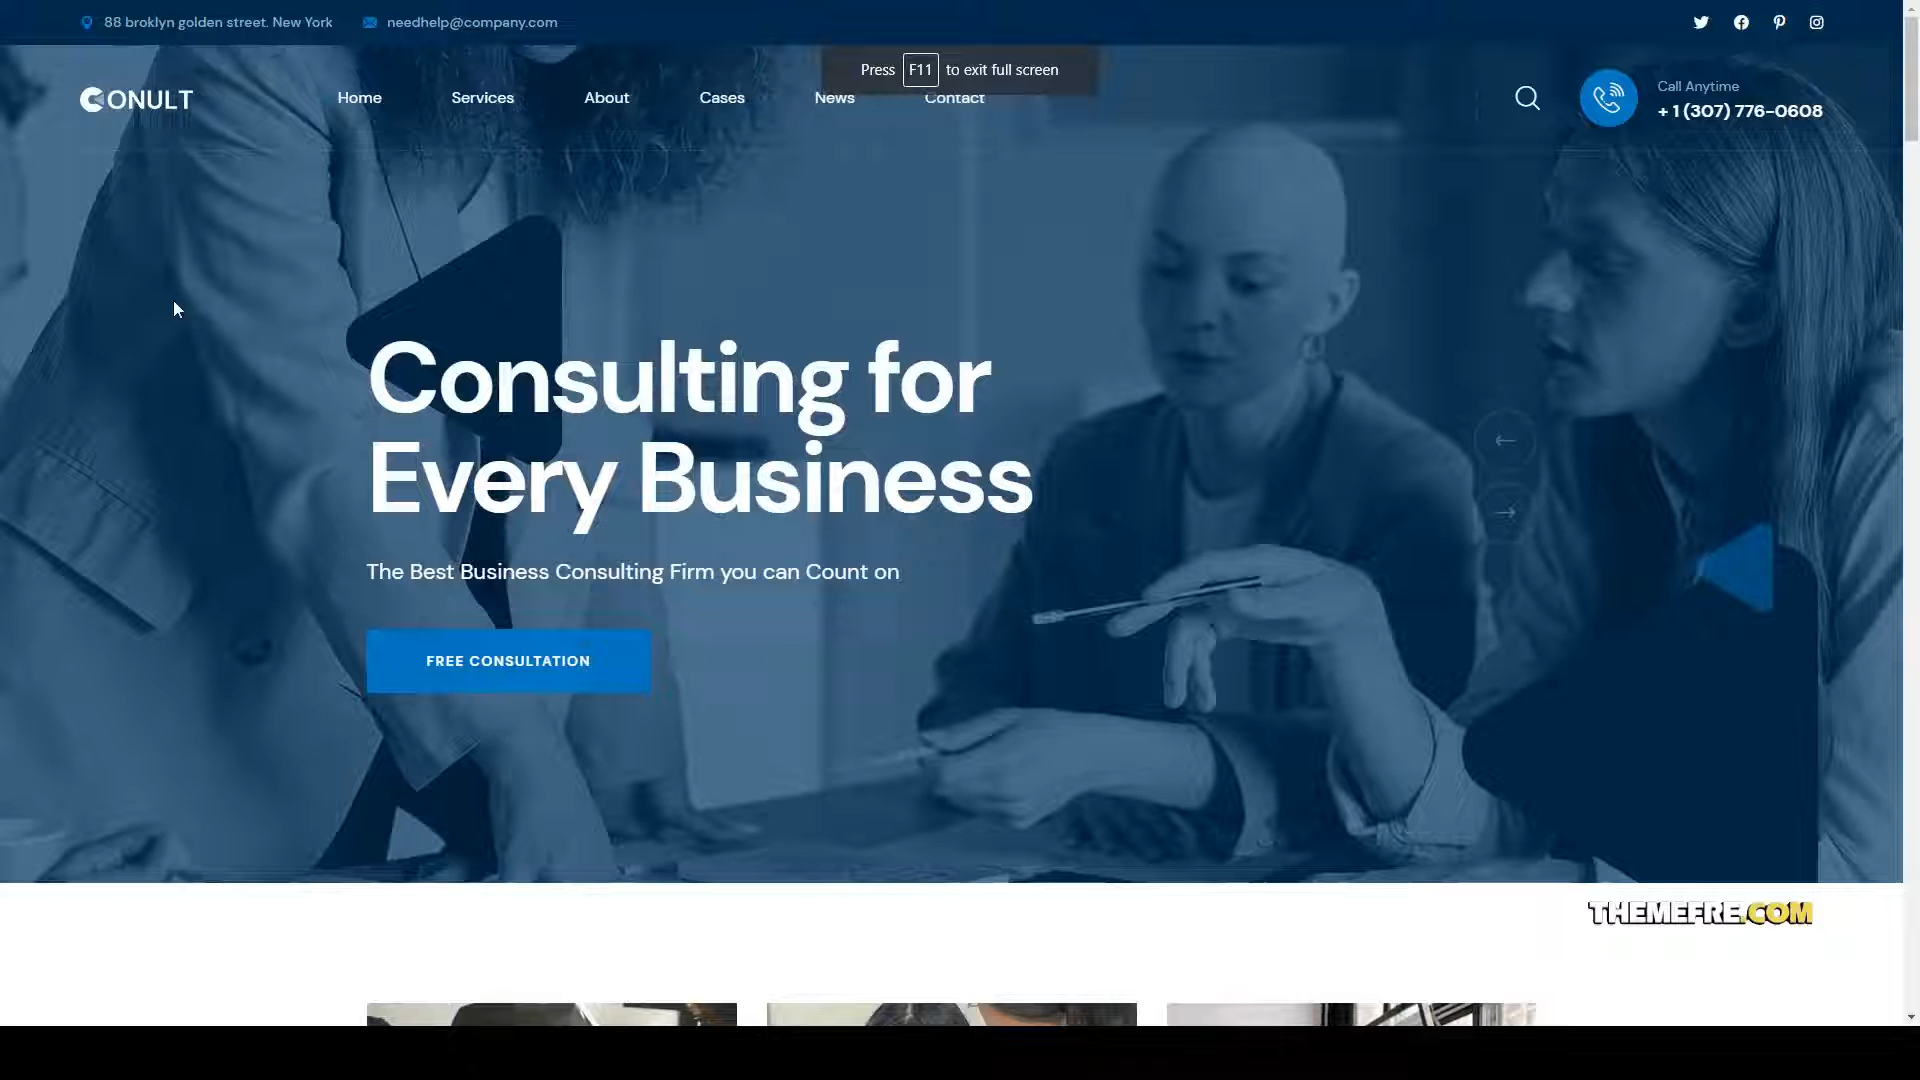 88 broklyn golden street. New York
needhelp@company.com
Press F11 to exit full screen
CONULT
Home
Services
About
Cases
News
Contact
Call Anytime
+ 1 (307) 776-0608
Consulting for
Every Business
The Best Business Consulting Firm you can Count on
FREE CONSULTATION
THEMEFRE.COM